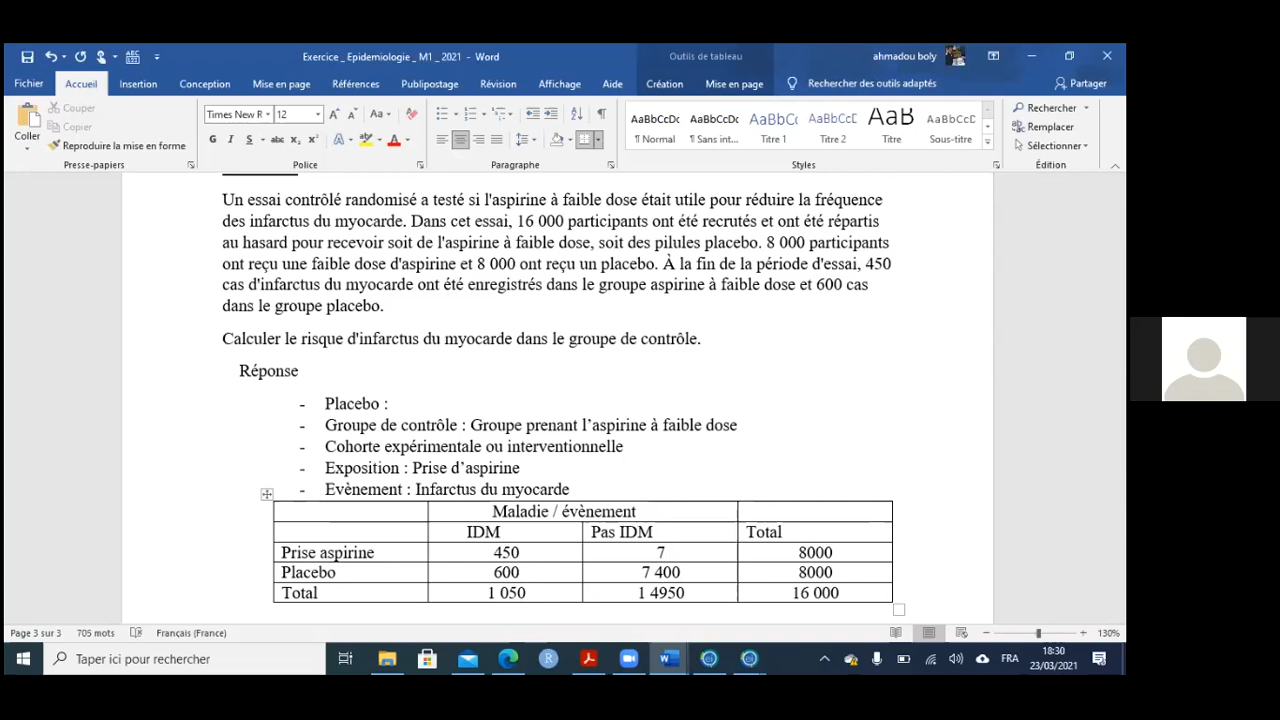 Exercice _ Epidemiologie _ M1 _ 2021 - Word
Outils de tableau
ahmadou boly
Fichier Accueil Insertion Conception Mise en page Références Publipostage Révision Affichage Aide Création Mise en page Rechercher des outils adaptés Partager
Coller
Couper
Copier
Reproduire la mise en forme
Presse-papiers
Times New R 12
G I S abc x₂ x²
Police
Paragraphe
AaBbCcDc AaBbCcDc AaBbCc AaBbCcD AaB AaBbCcD
¶ Normal ¶ Sans int... Titre 1 Titre 2 Titre Sous-titre
Styles
Rechercher
Remplacer
Sélectionner
Édition
Un essai contrôlé randomisé a testé si l'aspirine à faible dose était utile pour réduire la fréquence
des infarctus du myocarde. Dans cet essai, 16 000 participants ont été recrutés et ont été répartis
au hasard pour recevoir soit de l'aspirine à faible dose, soit des pilules placebo. 8 000 participants
ont reçu une faible dose d'aspirine et 8 000 ont reçu un placebo. À la fin de la période d'essai, 450
cas d'infarctus du myocarde ont été enregistrés dans le groupe aspirine à faible dose et 600 cas
dans le groupe placebo.
Calculer le risque d'infarctus du myocarde dans le groupe de contrôle.
Réponse
- Placebo :
- Groupe de contrôle : Groupe prenant l’aspirine à faible dose
- Cohorte expérimentale ou interventionnelle
- Exposition : Prise d’aspirine
- Evènement : Infarctus du myocarde
Maladie / évènement
IDM Pas IDM Total
Prise aspirine 450 7 8000
Placebo 600 7 400 8000
Total 1 050 1 4950 16 000
Page 3 sur 3 705 mots Français (France) 130%
Taper ici pour rechercher
FRA
18:30
23/03/2021